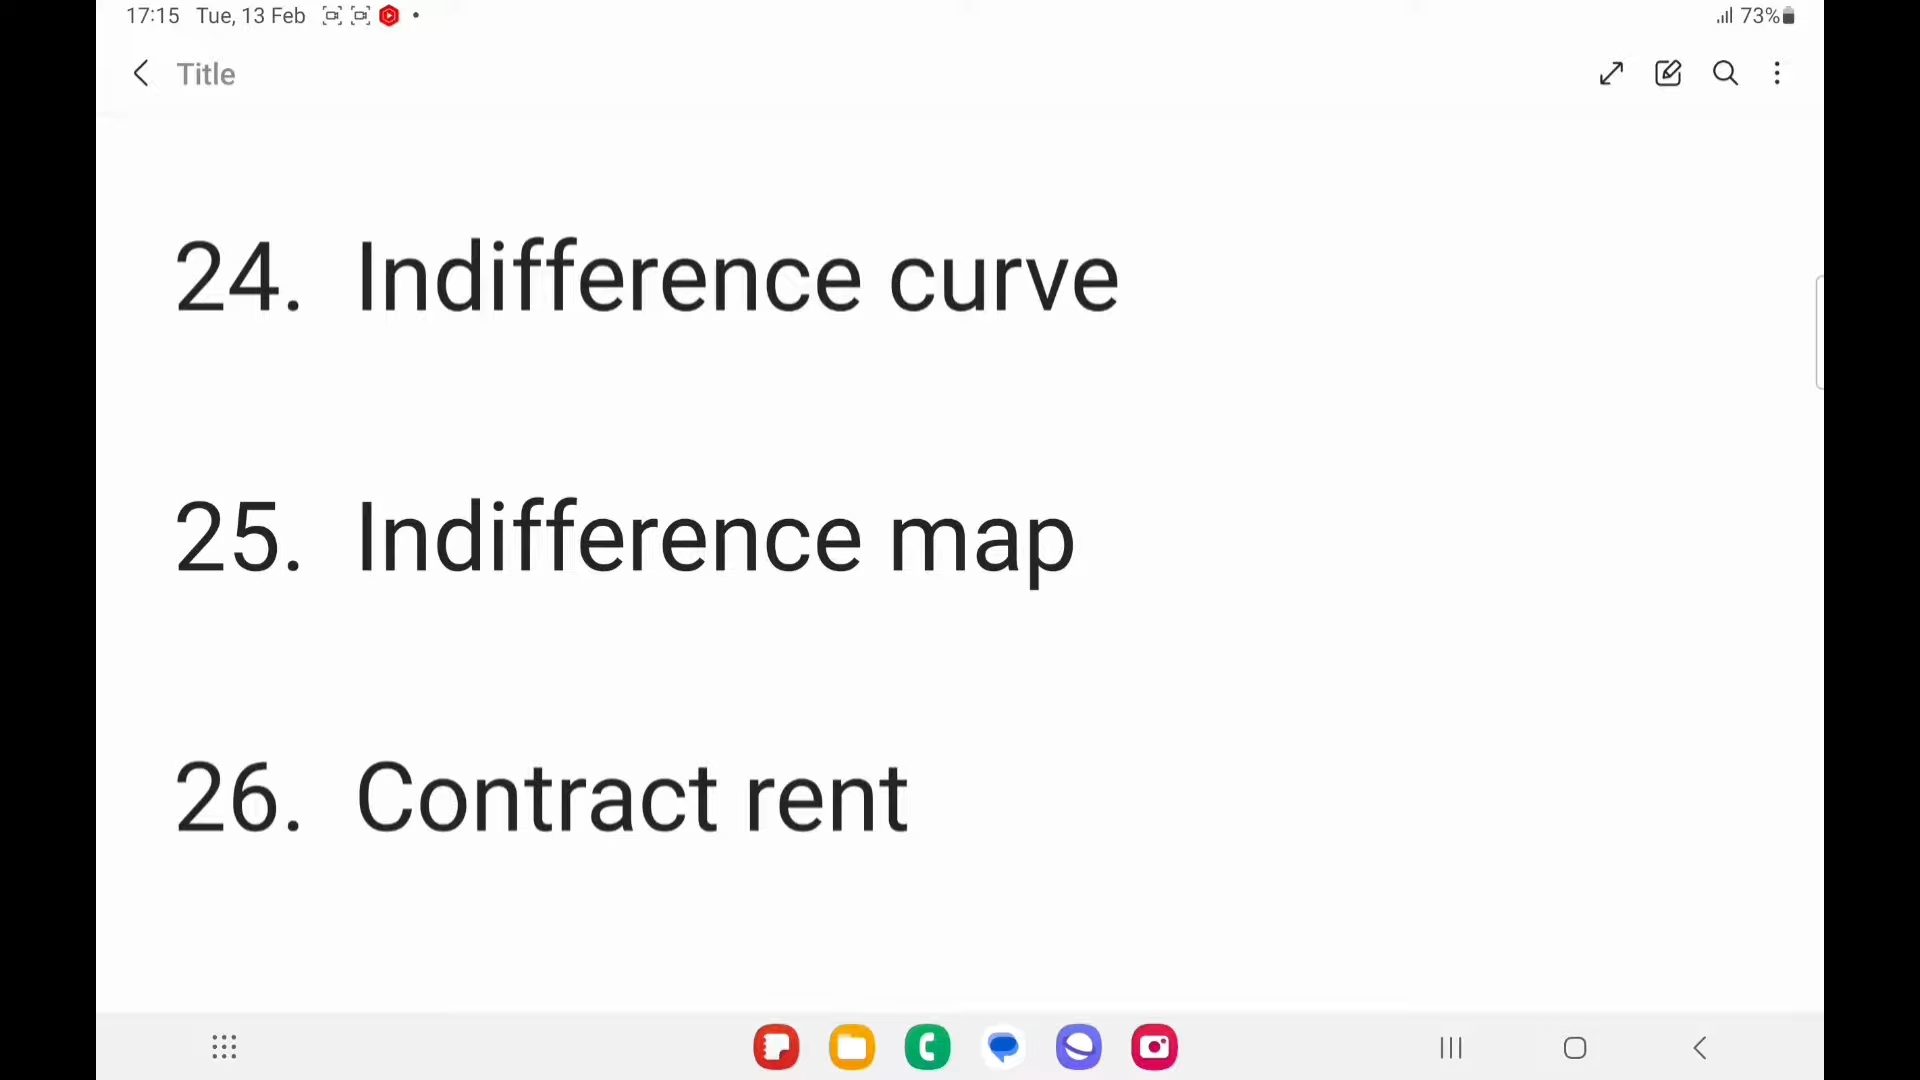 17:15 Tue, 13 Feb
73%
Title
24. Indifference curve
25. Indifference map
26. Contract rent